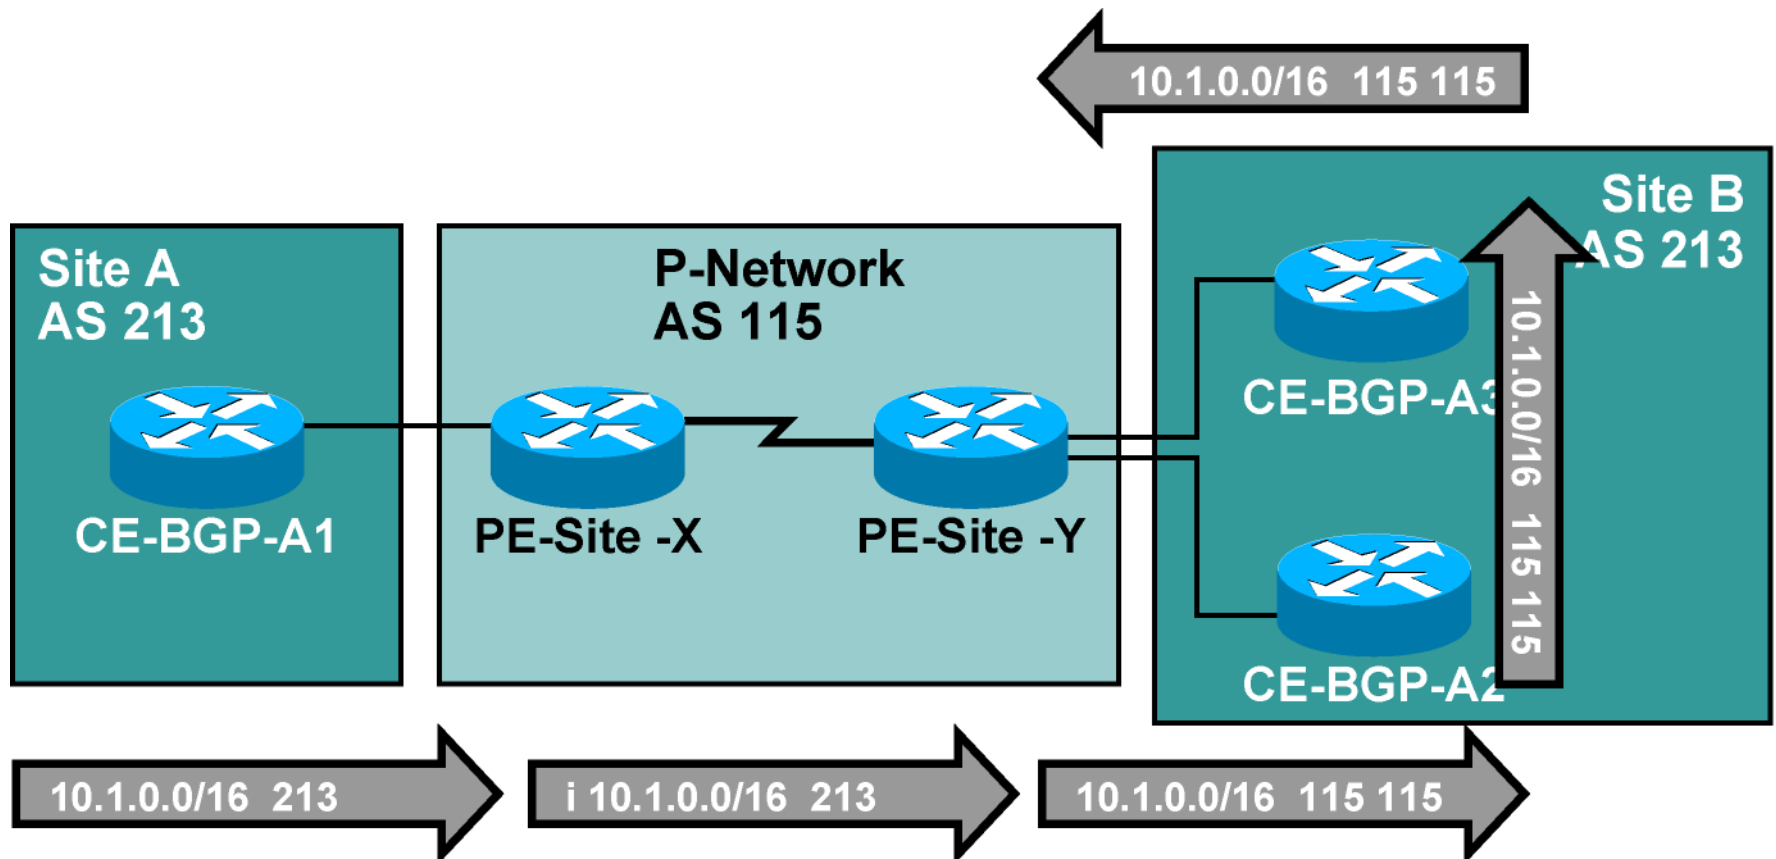 10.1.0.0/16 115 115
Site B
AS 213
Site A
AS 213
P-Network
AS 115
10.1.0.0/16 115 115
CE-BGP-A3
CE-BGP-A1
PE-Site -X
PE-Site -Y
CE-BGP-A2
10.1.0.0/16 213
i 10.1.0.0/16 213
10.1.0.0/16 115 115